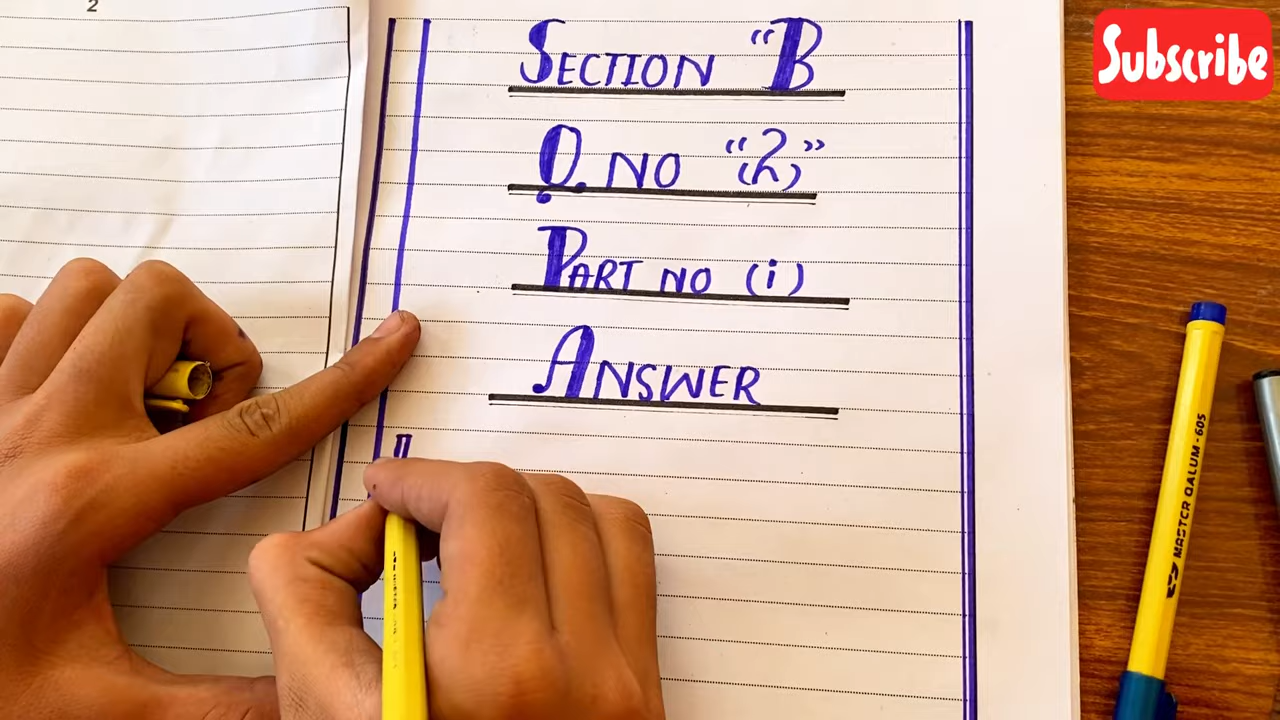 2
Subscribe
SECTION "B
Q. NO "2"
PART NO (i)
ANSWER
MASTER QALUM - 605